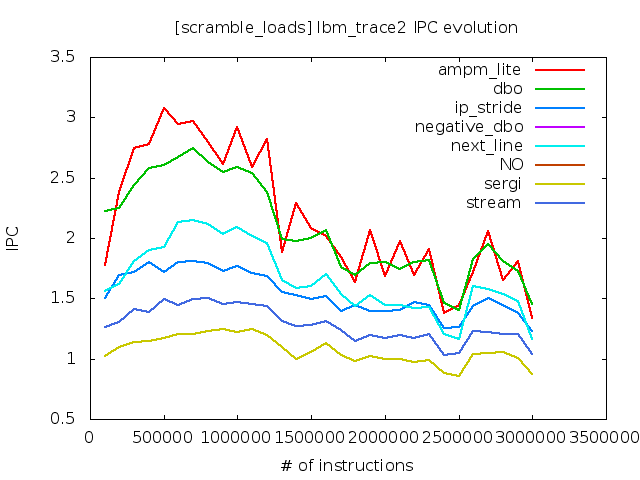 [scramble_loads] lbm_trace2 IPC evolution
3.5
3
2.5
2
1.5
1
0.5
IPC
ampm_lite
dbo
ip_stride
negative_dbo
next_line
NO
sergi
stream
0 500000 1000000 1500000 2000000 2500000 3000000 3500000
# of instructions